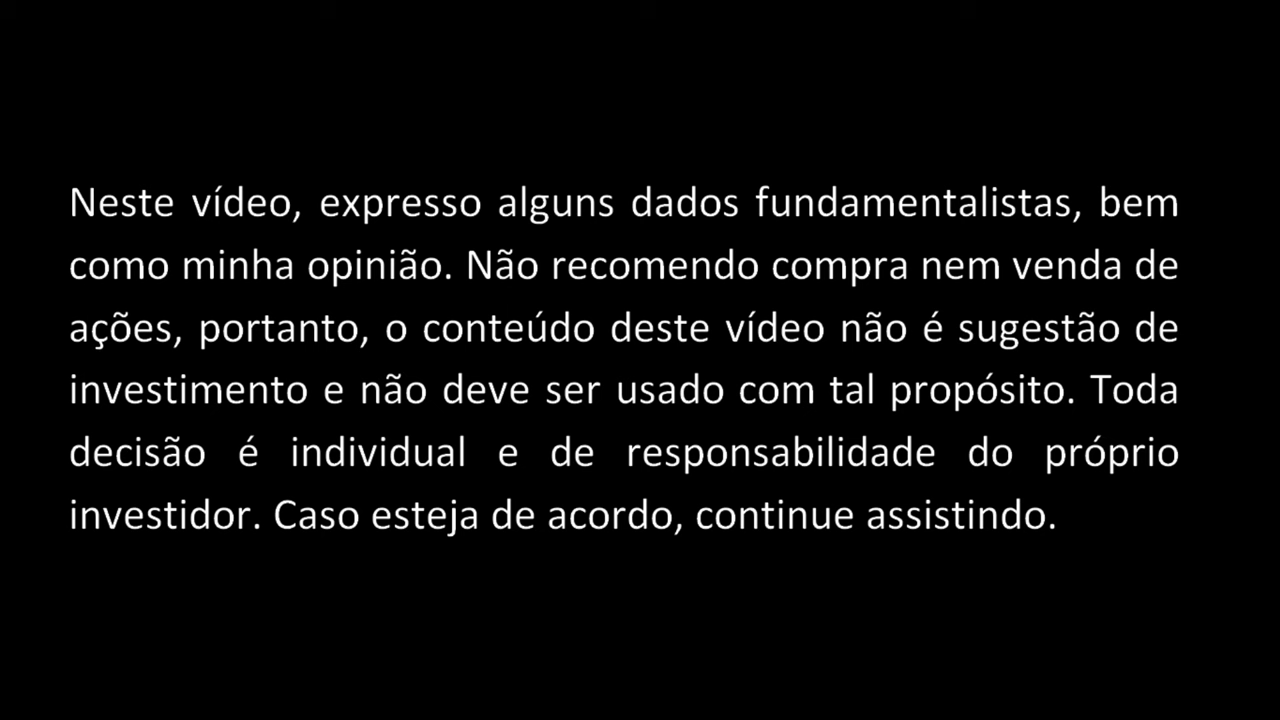 Neste vídeo, expresso alguns dados fundamentalistas, bem
como minha opinião. Não recomendo compra nem venda de
ações, portanto, o conteúdo deste vídeo não é sugestão de
investimento e não deve ser usado com tal propósito. Toda
decisão é individual e de responsabilidade do próprio
investidor. Caso esteja de acordo, continue assistindo.